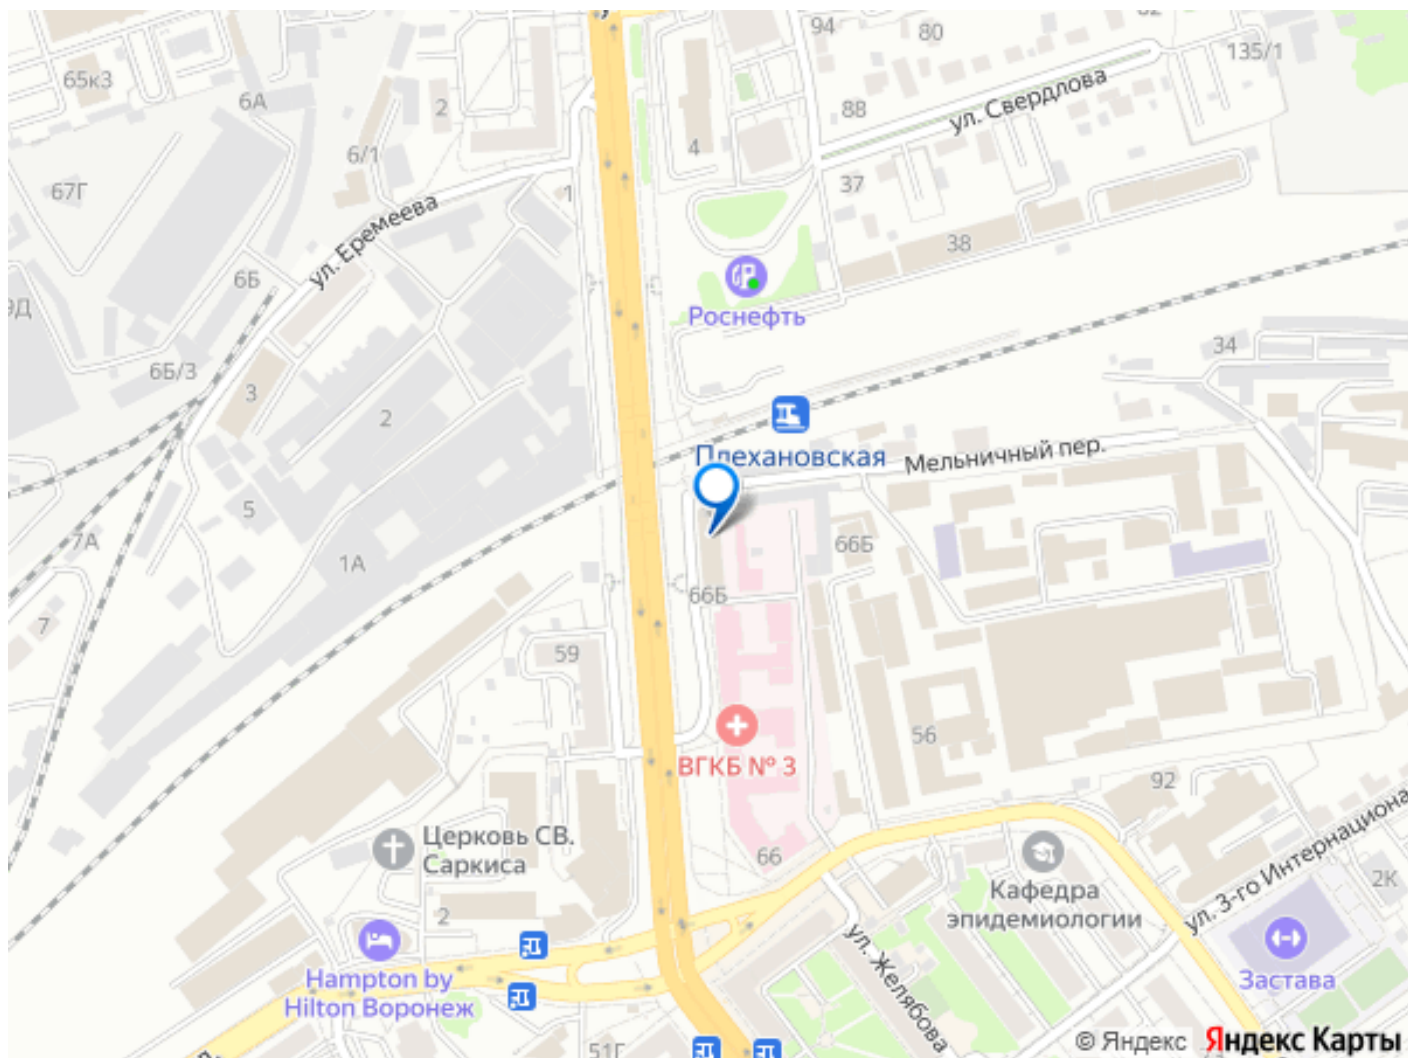 94
80
135/1
65к3
6А
2
88
ул. Свердлова
4
6/1
67Г
37
1
ул. Еремеева
38
6Б
Роснефть
6Б/3
34
3
2
Плехановская
Мельничный пер.
5
7А
1А
66Б
66Б
7
59
56
ВГКБ № 3
92
Церковь СВ.
Саркиса
66
Кафедра
эпидемиологии
2К
ул. 3-го Интернациона
2
ул. Желябова
Hampton by
Hilton Воронеж
Застава
51Г
© Яндекс
Яндекс Карты